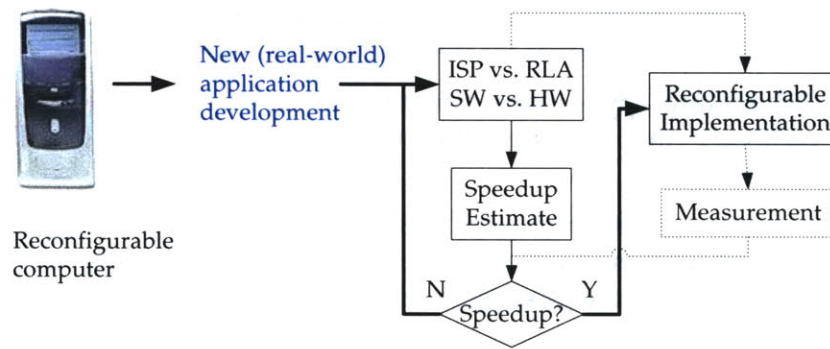 New (real-world)
application
development
ISP vs. RLA
SW vs. HW
Reconfigurable
Implementation
Speedup
Estimate
Measurement
Reconfigurable
computer
N
Y
Speedup?